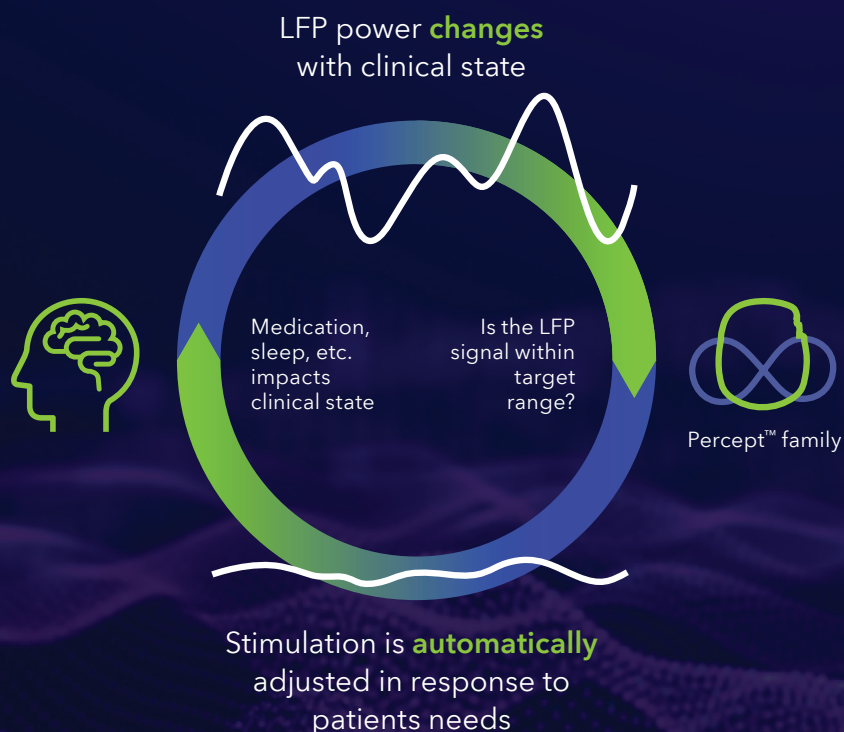 LFP power changes
with clinical state
Medication,
sleep, etc.
impacts
clinical state
Is the LFP
signal within
target
range?
Percept™ family
Stimulation is automatically
adjusted in response to
patients needs